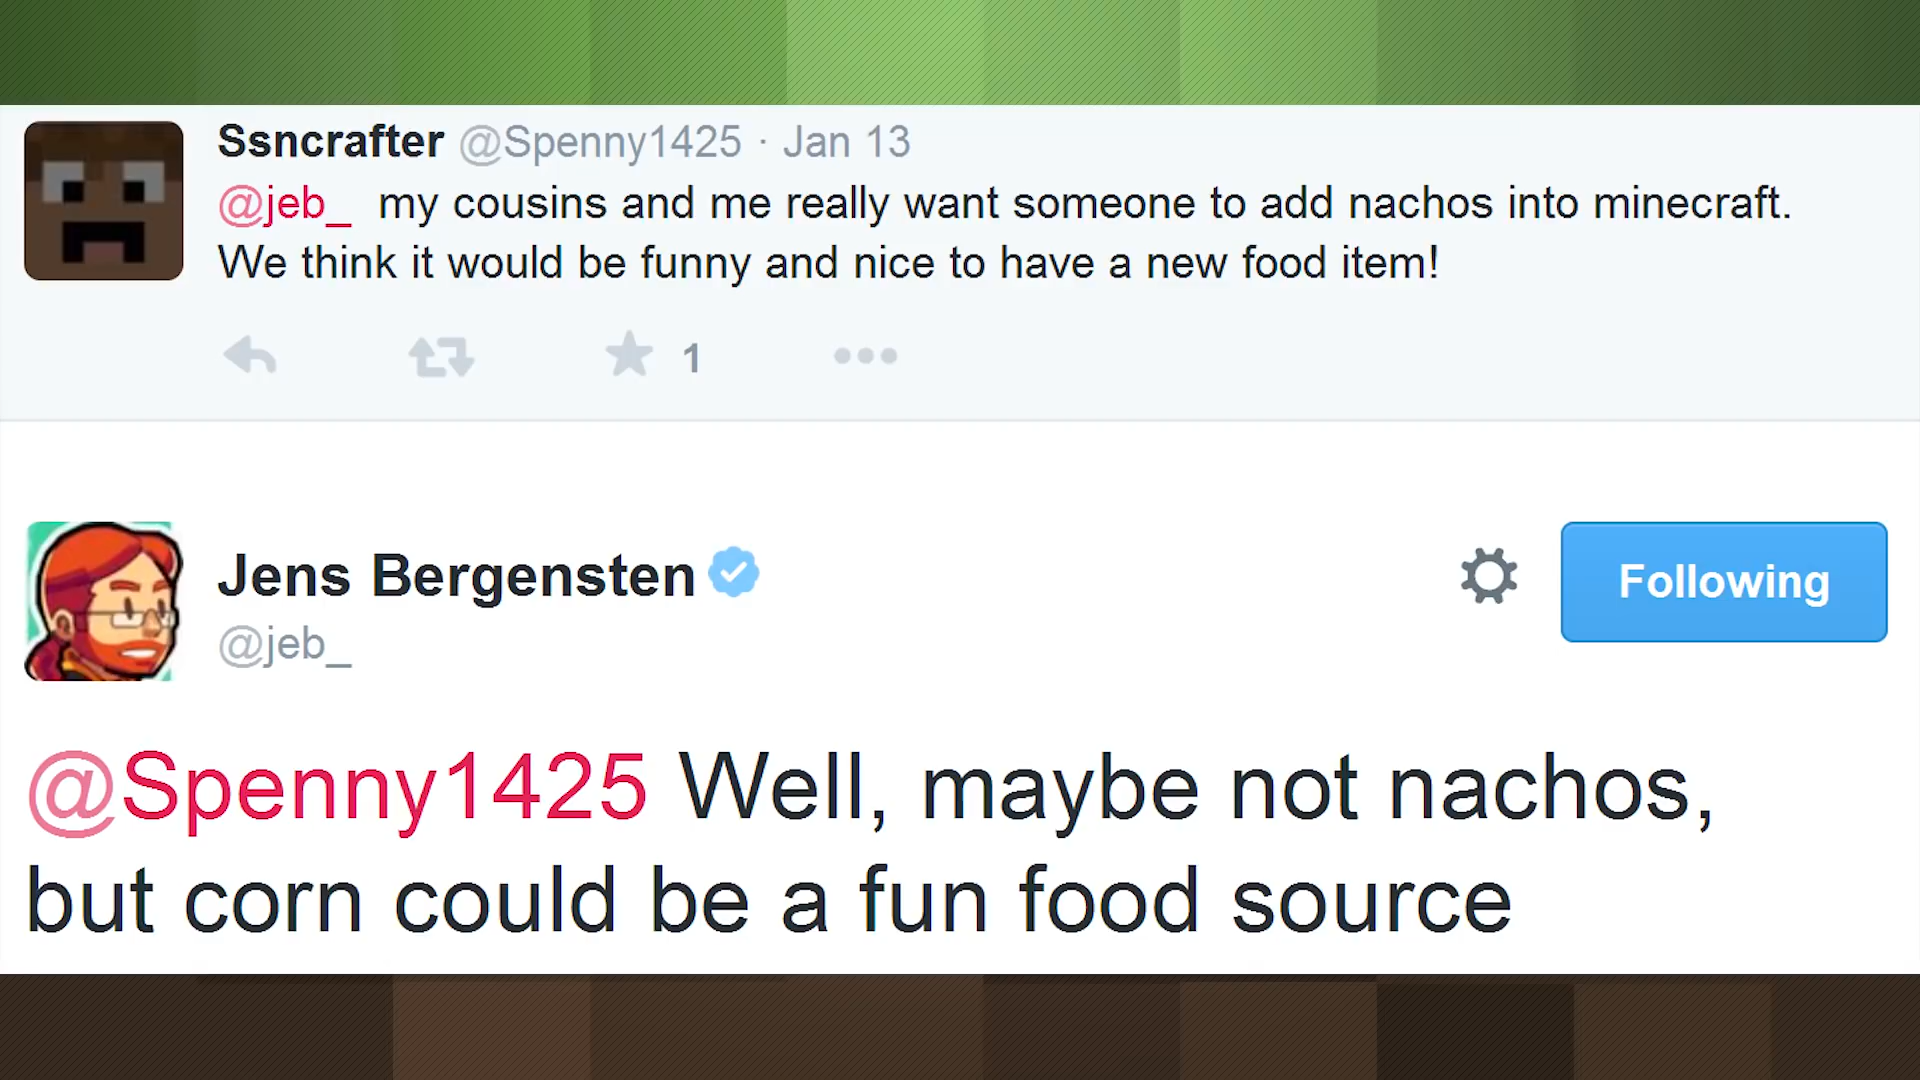 Ssncrafter @Spenny1425 · Jan 13
@jeb_ my cousins and me really want someone to add nachos into minecraft.
We think it would be funny and nice to have a new food item!
1
Jens Bergensten
Following
@jeb_
@Spenny1425 Well, maybe not nachos,
but corn could be a fun food source